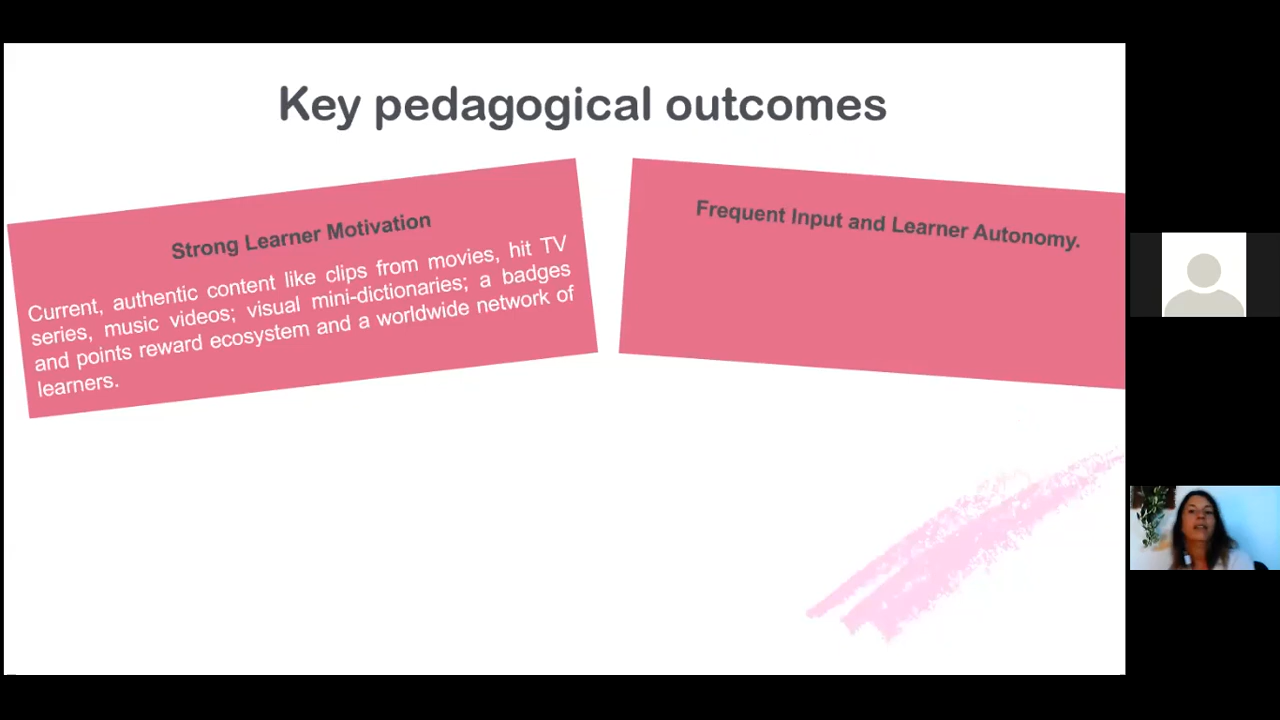 Key pedagogical outcomes
Strong Learner Motivation
Current, authentic content like clips from movies, hit TV
series, music videos; visual mini-dictionaries; a badges
and points reward ecosystem and a worldwide network of
learners.
Frequent Input and Learner Autonomy.